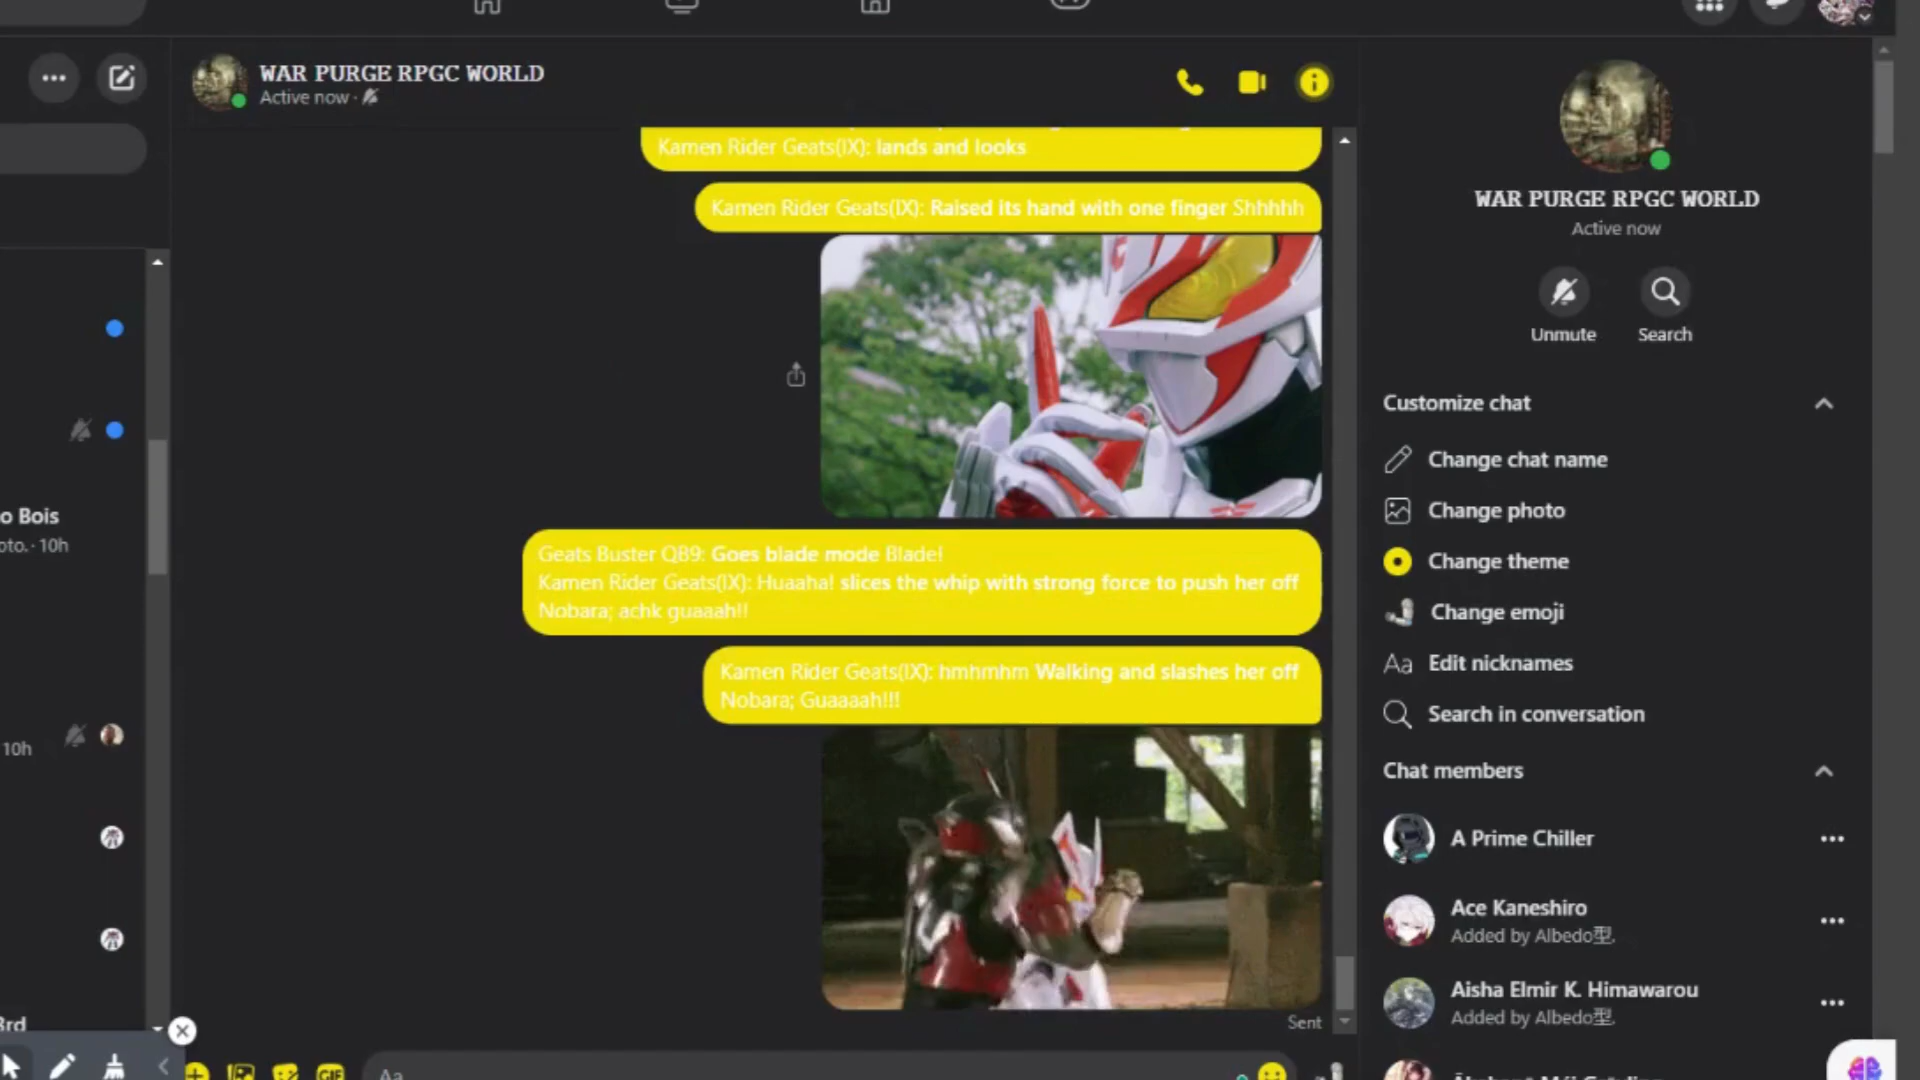 WAR PURGE RPGC WORLD
Active now ·
Kamen Rider Geats(IX): lands and looks
Kamen Rider Geats(IX): Raised its hand with one finger Shhhhh
Geats Buster QB9: Goes blade mode Blade!
Kamen Rider Geats(IX): Huaaha! slices the whip with strong force to push her off
Nobara; achk guaaah!!
Kamen Rider Geats(IX): hmhmhm Walking and slashes her off
Nobara; Guaaaah!!!
Sent
Aa
GIF
o Bois
oto. · 10h
10h
3rd
WAR PURGE RPGC WORLD
Active now
Unmute
Search
Customize chat
Change chat name
Change photo
Change theme
Change emoji
Aa Edit nicknames
Search in conversation
Chat members
A Prime Chiller
Ace Kaneshiro
Added by Albedo型.
Aisha Elmir K. Himawarou
Added by Albedo型.